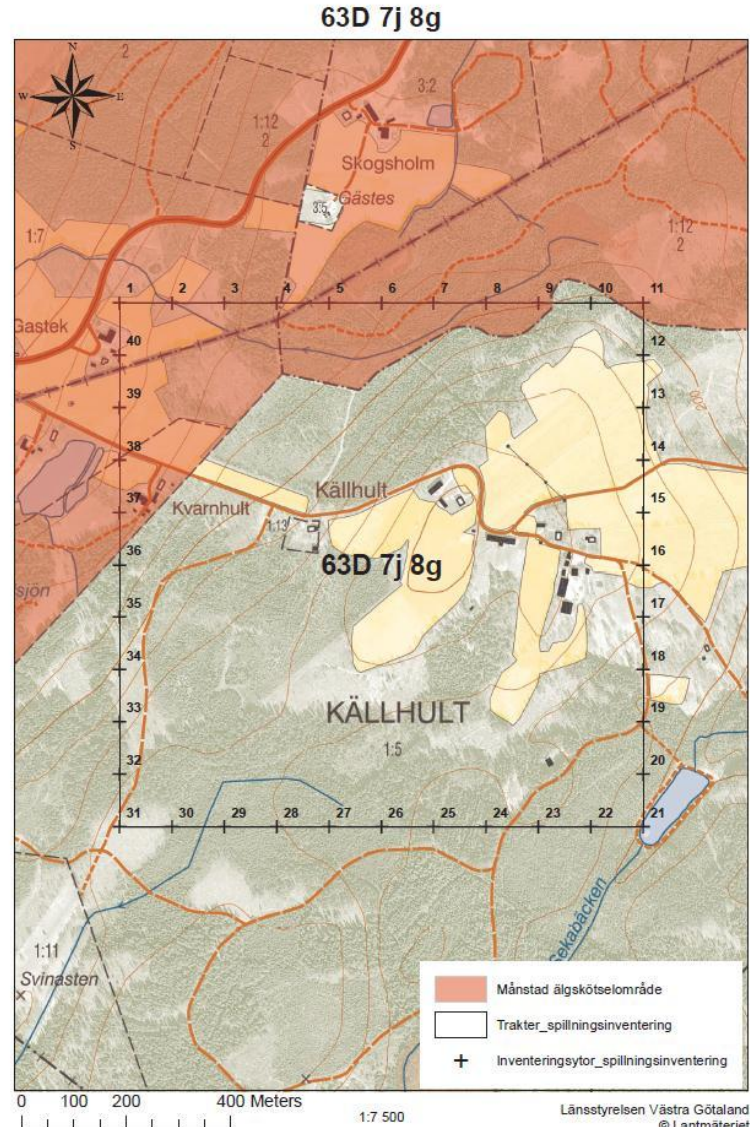 63D 7j 8g
N
W
E
S
2
1:12
2
3:2
Skogsholm
Gästes
3:5
1:7
1:12
2
1 2 3 4 5 6 7 8 9 10 11
Gastek
40
12
39
13
200
38
14
Källhult
37
15
Kvarnhult
1:13
36
63D 7j 8g
16
sjön
35
17
34
18
KÄLLHULT
33
19
1:5
32
20
31 30 29 28 27 26 25 24 23 22 21
Sekabäcken
1:11
Svinasten
Månstad älgskötselområde
Trakter_spillningsinventering
Inventeringsytor_spillningsinventering
0 100 200 400 Meters
1:7 500
Länsstyrelsen Västra Götaland
© Lantmäteriet